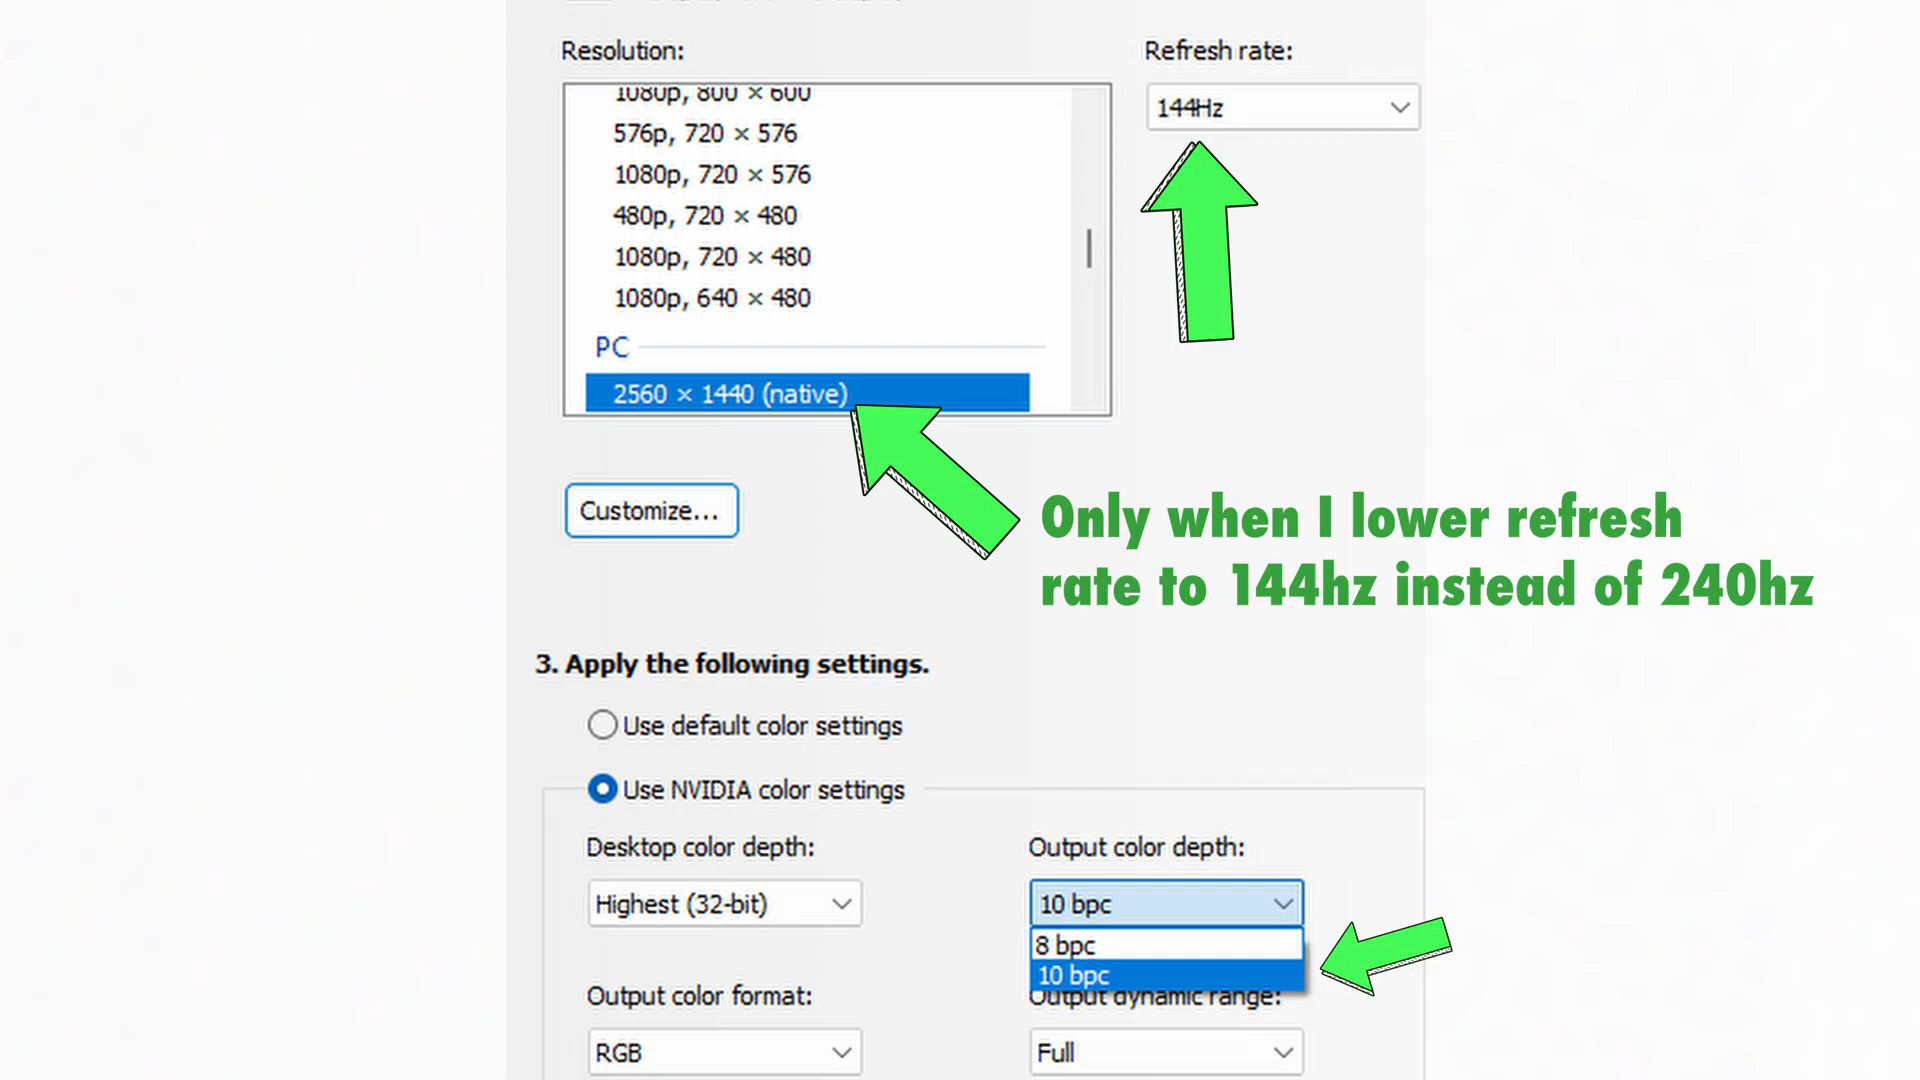 Resolution:
Refresh rate:
1080p, 800 × 600
144Hz
576p, 720 × 576
1080p, 720 × 576
480p, 720 × 480
1080p, 720 × 480
1080p, 640 × 480
PC
2560 × 1440 (native)
Customize...
Only when I lower refresh
rate to 144hz instead of 240hz
3. Apply the following settings.
Use default color settings
Use NVIDIA color settings
Desktop color depth:
Output color depth:
Highest (32-bit)
10 bpc
8 bpc
10 bpc
Output color format:
Output dynamic range:
RGB
Full